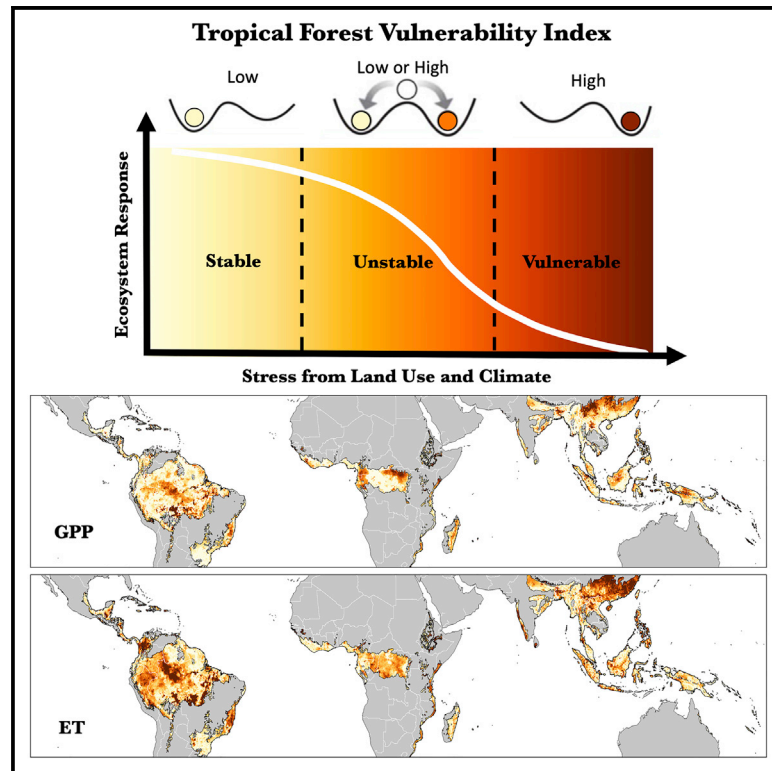 Tropical Forest Vulnerability Index
Low
Low or High
High
Ecosystem Response
Stable
Unstable
Vulnerable
Stress from Land Use and Climate
GPP
ET